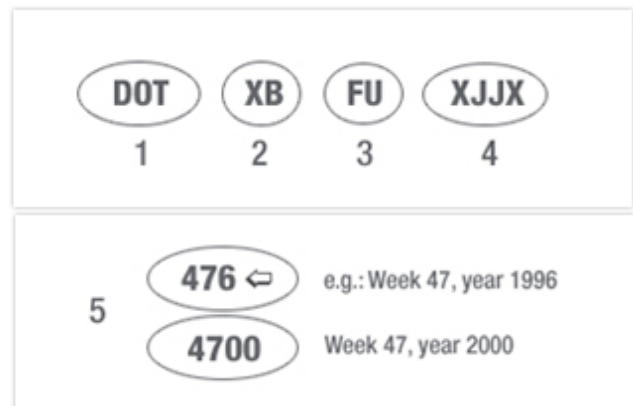 DOT XB FU XJJX
1 2 3 4
476 ⇦ e.g.: Week 47, year 1996
5
4700 Week 47, year 2000